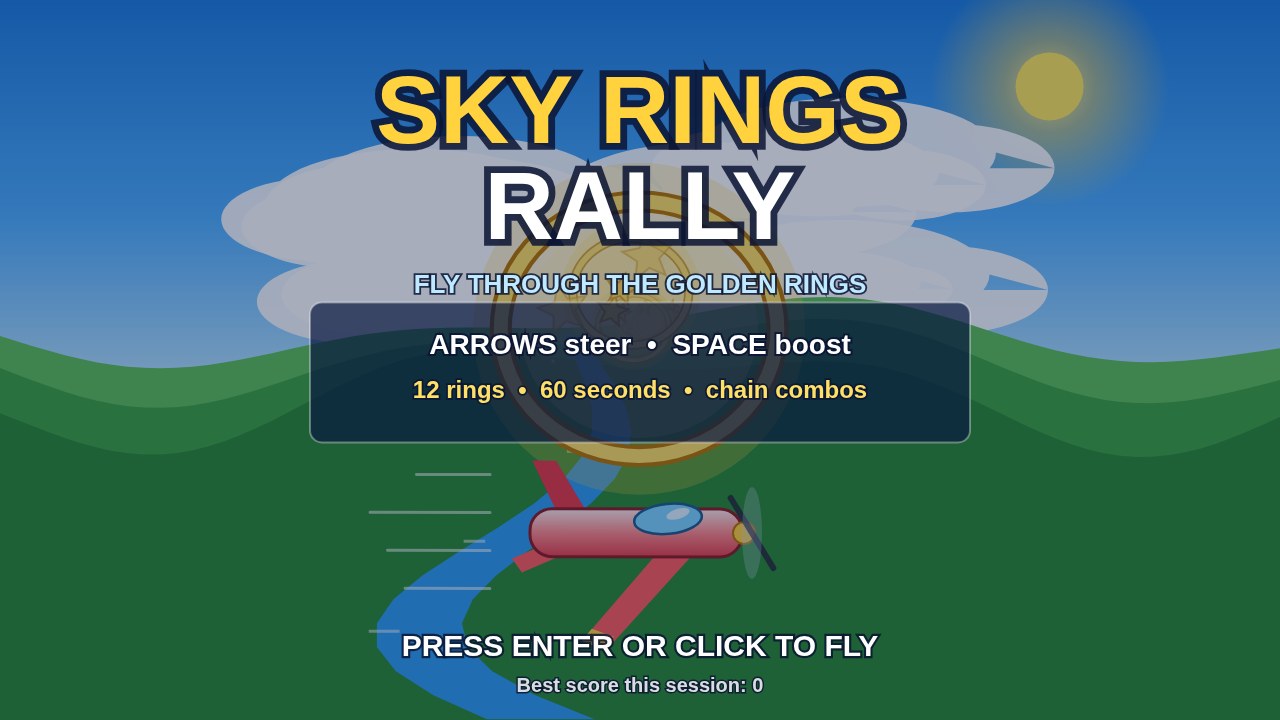 SKY RINGS
RALLY
FLY THROUGH THE GOLDEN RINGS
ARROWS steer • SPACE boost
12 rings • 60 seconds • chain combos
PRESS ENTER OR CLICK TO FLY
Best score this session: 0